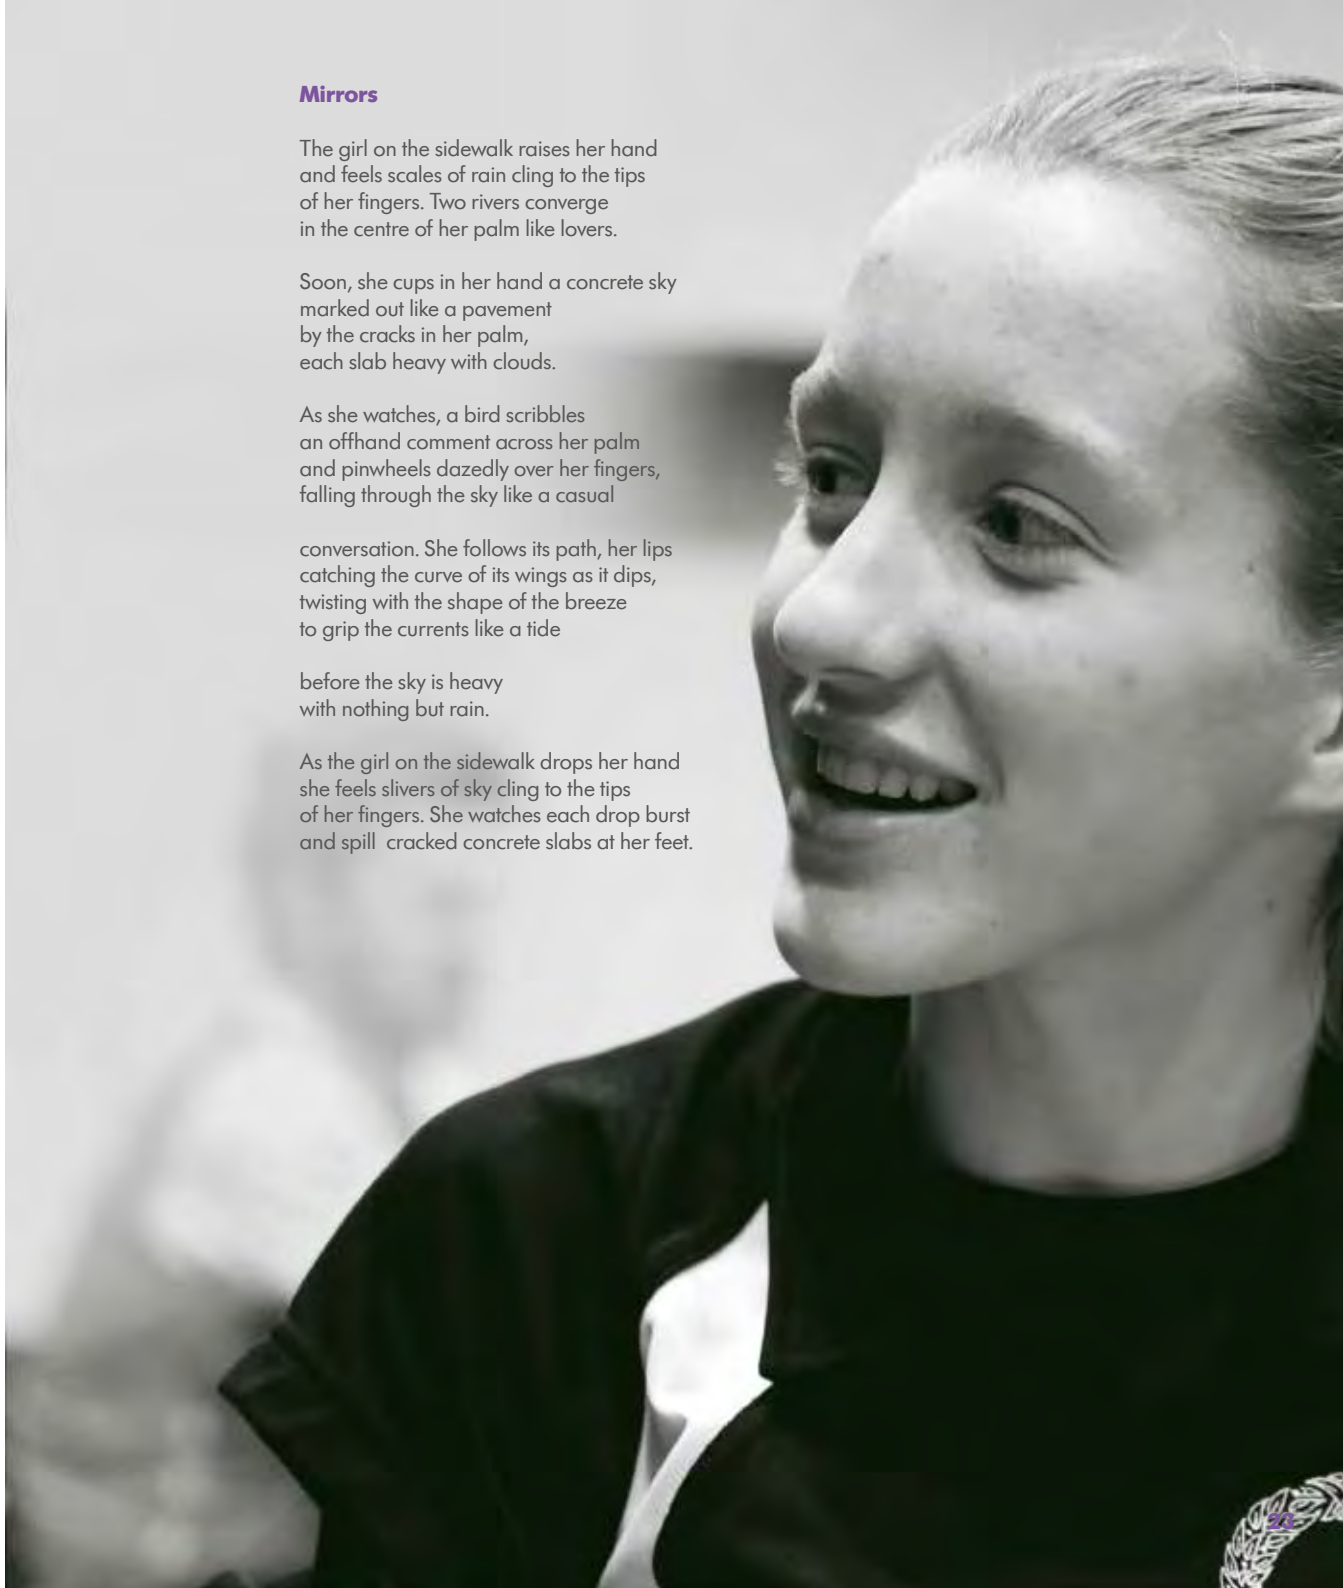 Mirrors
The girl on the sidewalk raises her hand
and feels scales of rain cling to the tips
of her fingers. Two rivers converge
in the centre of her palm like lovers.
Soon, she cups in her hand a concrete sky
marked out like a pavement
by the cracks in her palm,
each slab heavy with clouds.
As she watches, a bird scribbles
an offhand comment across her palm
and pinwheels dazedly over her fingers,
falling through the sky like a casual
conversation. She follows its path, her lips
catching the curve of its wings as it dips,
twisting with the shape of the breeze
to grip the currents like a tide
before the sky is heavy
with nothing but rain.
As the girl on the sidewalk drops her hand
she feels slivers of sky cling to the tips
of her fingers. She watches each drop burst
and spill  cracked concrete slabs at her feet.
23